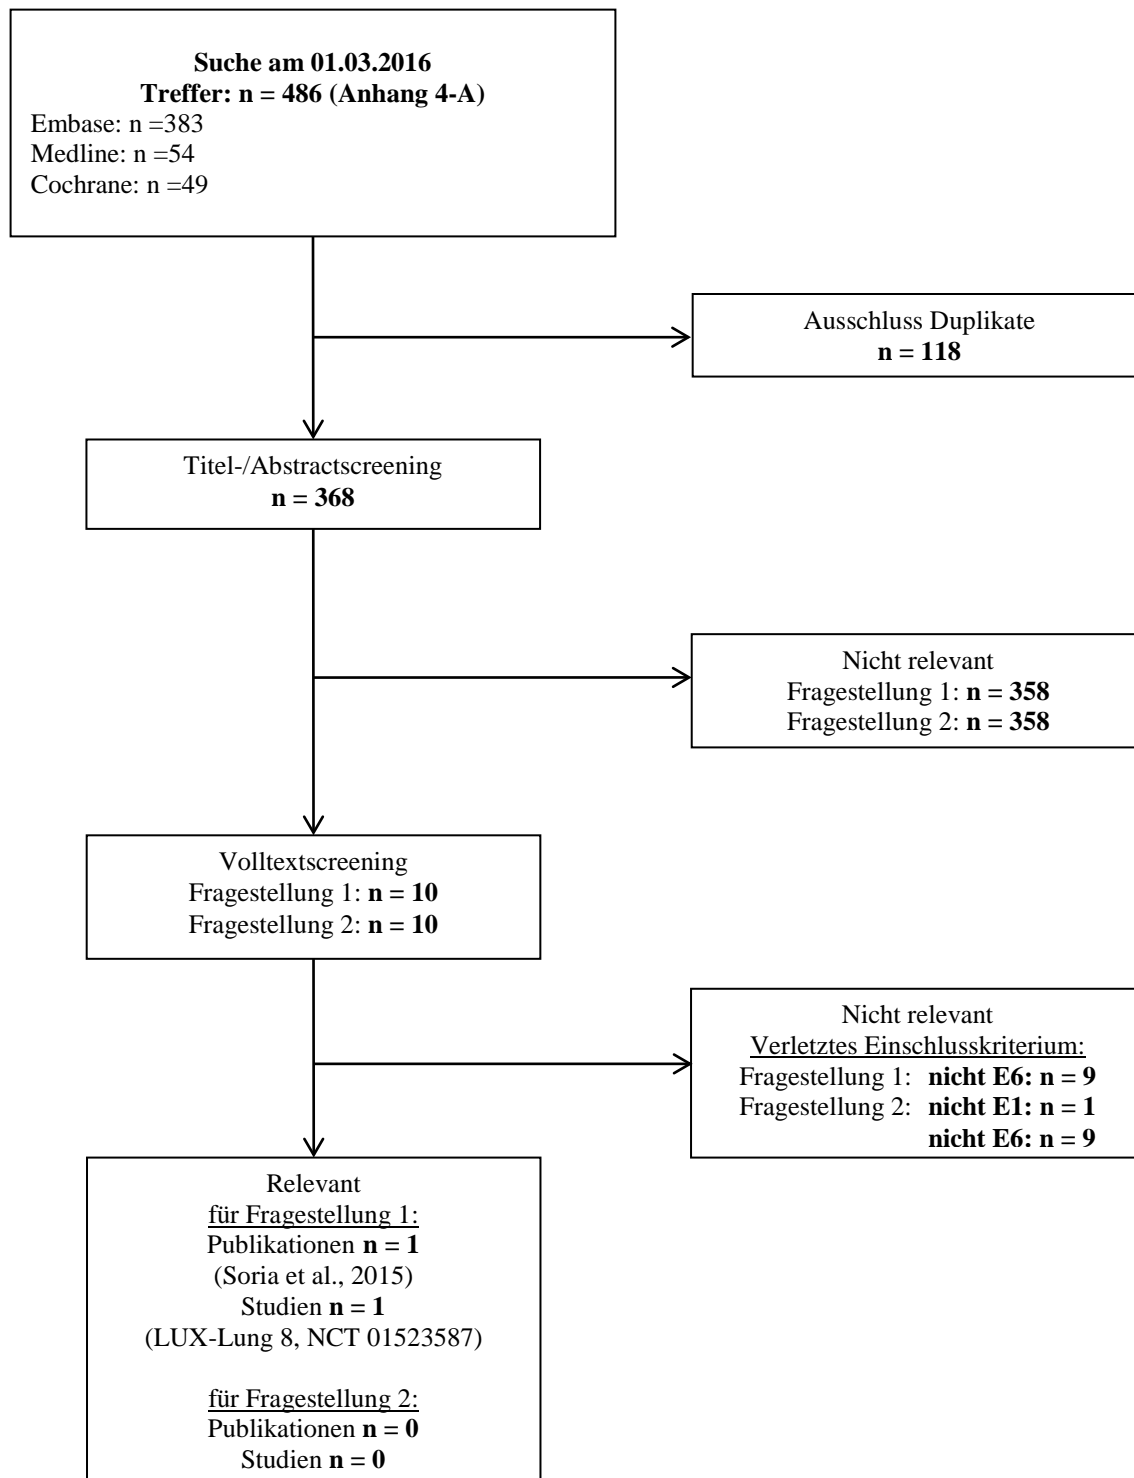 Suche am 01.03.2016
Treffer: n = 486 (Anhang 4-A)
Embase: n =383
Medline: n =54
Cochrane: n =49
Ausschluss Duplikate
n = 118
Titel-/Abstractscreening
n = 368
Nicht relevant
Fragestellung 1: n = 358
Fragestellung 2: n = 358
Volltextscreening
Fragestellung 1: n = 10
Fragestellung 2: n = 10
Nicht relevant
Verletztes Einschlusskriterium:
Fragestellung 1: nicht E6: n = 9
Fragestellung 2: nicht E1: n = 1
nicht E6: n = 9
Relevant
für Fragestellung 1:
Publikationen n = 1
(Soria et al., 2015)
Studien n = 1
(LUX-Lung 8, NCT 01523587)
für Fragestellung 2:
Publikationen n = 0
Studien n = 0